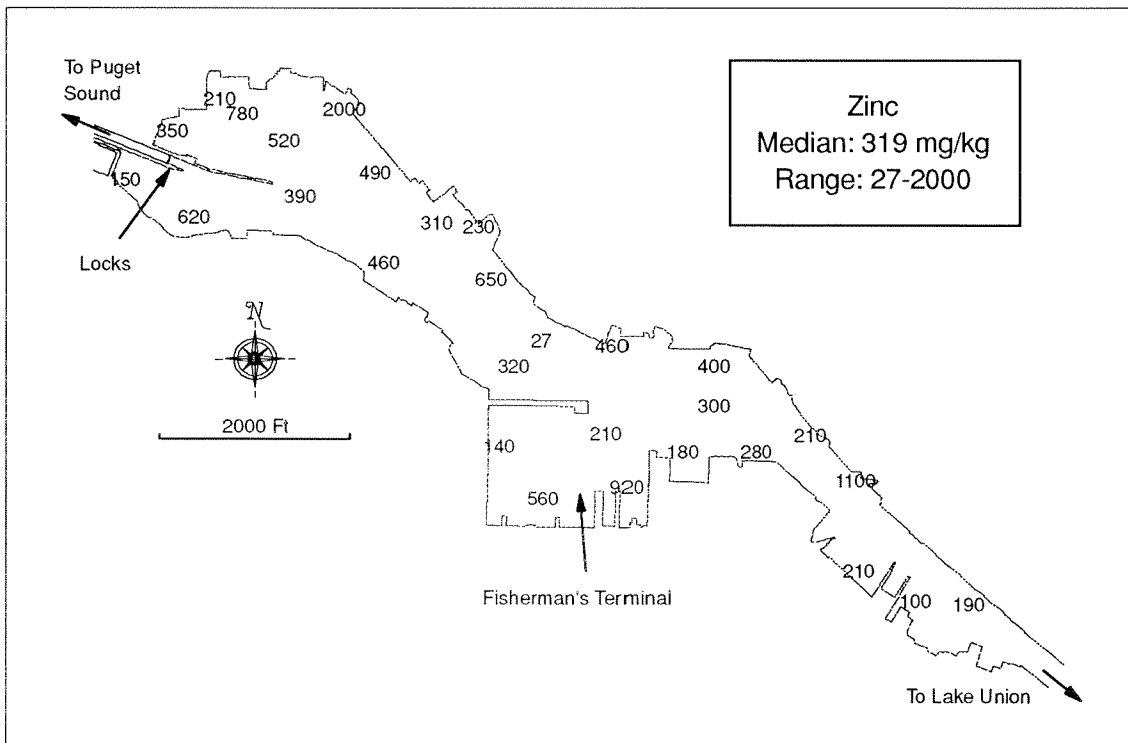 To Puget
Sound
Zinc
Median: 319 mg/kg
Range: 27-2000
210
780
2000
350
520
150
490
390
620
310
230
Locks
460
650
N
27
460
320
400
2000 Ft
300
210
140
210
180
280
1100
560
920
210
Fisherman's Terminal
100
190
To Lake Union